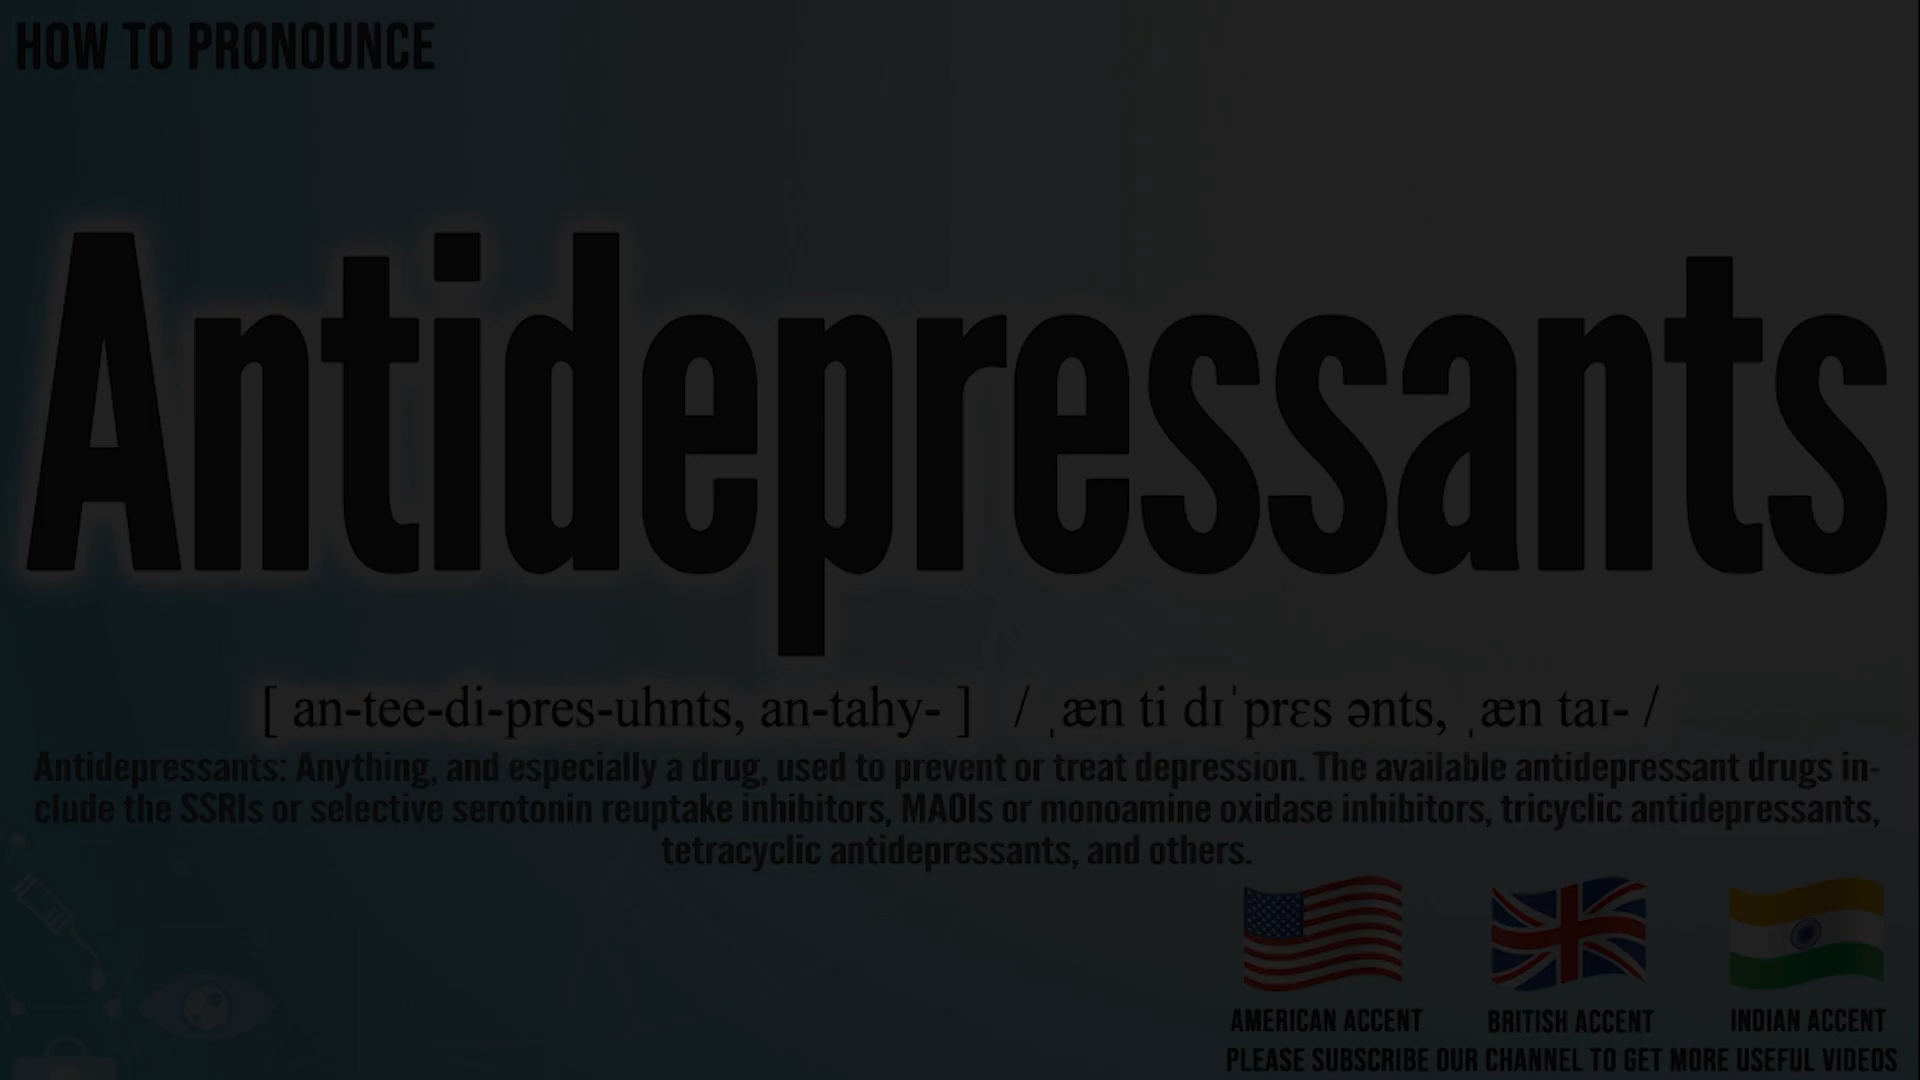 HOW TO PRONOUNCE
Antidepressants
[ an-tee-di-pres-uhnts, an-tahy- ] / ˌæn ti dɪˈprɛs ənts, ˌæn taɪ- /
Antidepressants: Anything, and especially a drug, used to prevent or treat depression. The available antidepressant drugs in-
clude the SSRIs or selective serotonin reuptake inhibitors, MAOIs or monoamine oxidase inhibitors, tricyclic antidepressants,
tetracyclic antidepressants, and others.
AMERICAN ACCENT BRITISH ACCENT INDIAN ACCENT
PLEASE SUBSCRIBE OUR CHANNEL TO GET MORE USEFUL VIDEOS